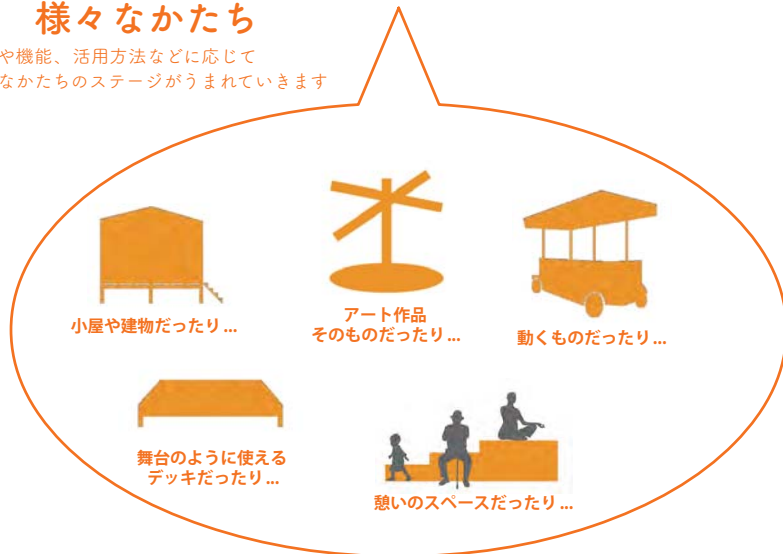 様々なかたち
や機能、活用方法などに応じて
なかたちのステージがうまれていきます
小屋や建物だったり...
アート作品
そのものだったり...
動くものだったり...
舞台のように使える
デッキだったり...
憩いのスペースだったり...